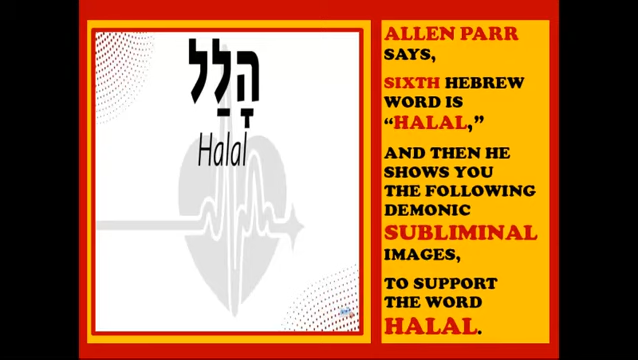 הָלַל
Halal
ALLEN PARR
SAYS,
SIXTH HEBREW
WORD IS
“HALAL,”
AND THEN HE
SHOWS YOU
THE FOLLOWING
DEMONIC
SUBLIMINAL
IMAGES,
TO SUPPORT
THE WORD
HALAL.